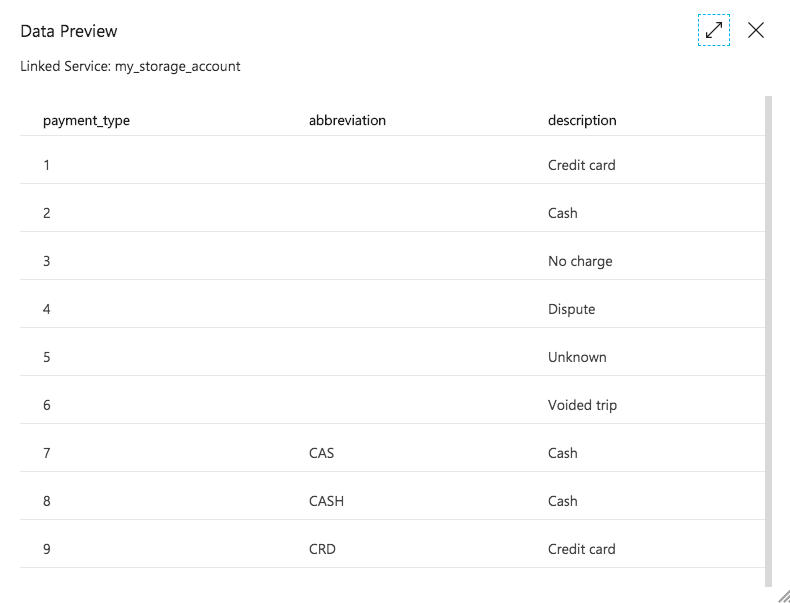 Data Preview
Linked Service: my_storage_account
payment_type abbreviation description
1 Credit card
2 Cash
3 No charge
4 Dispute
5 Unknown
6 Voided trip
7 CAS Cash
8 CASH Cash
9 CRD Credit card